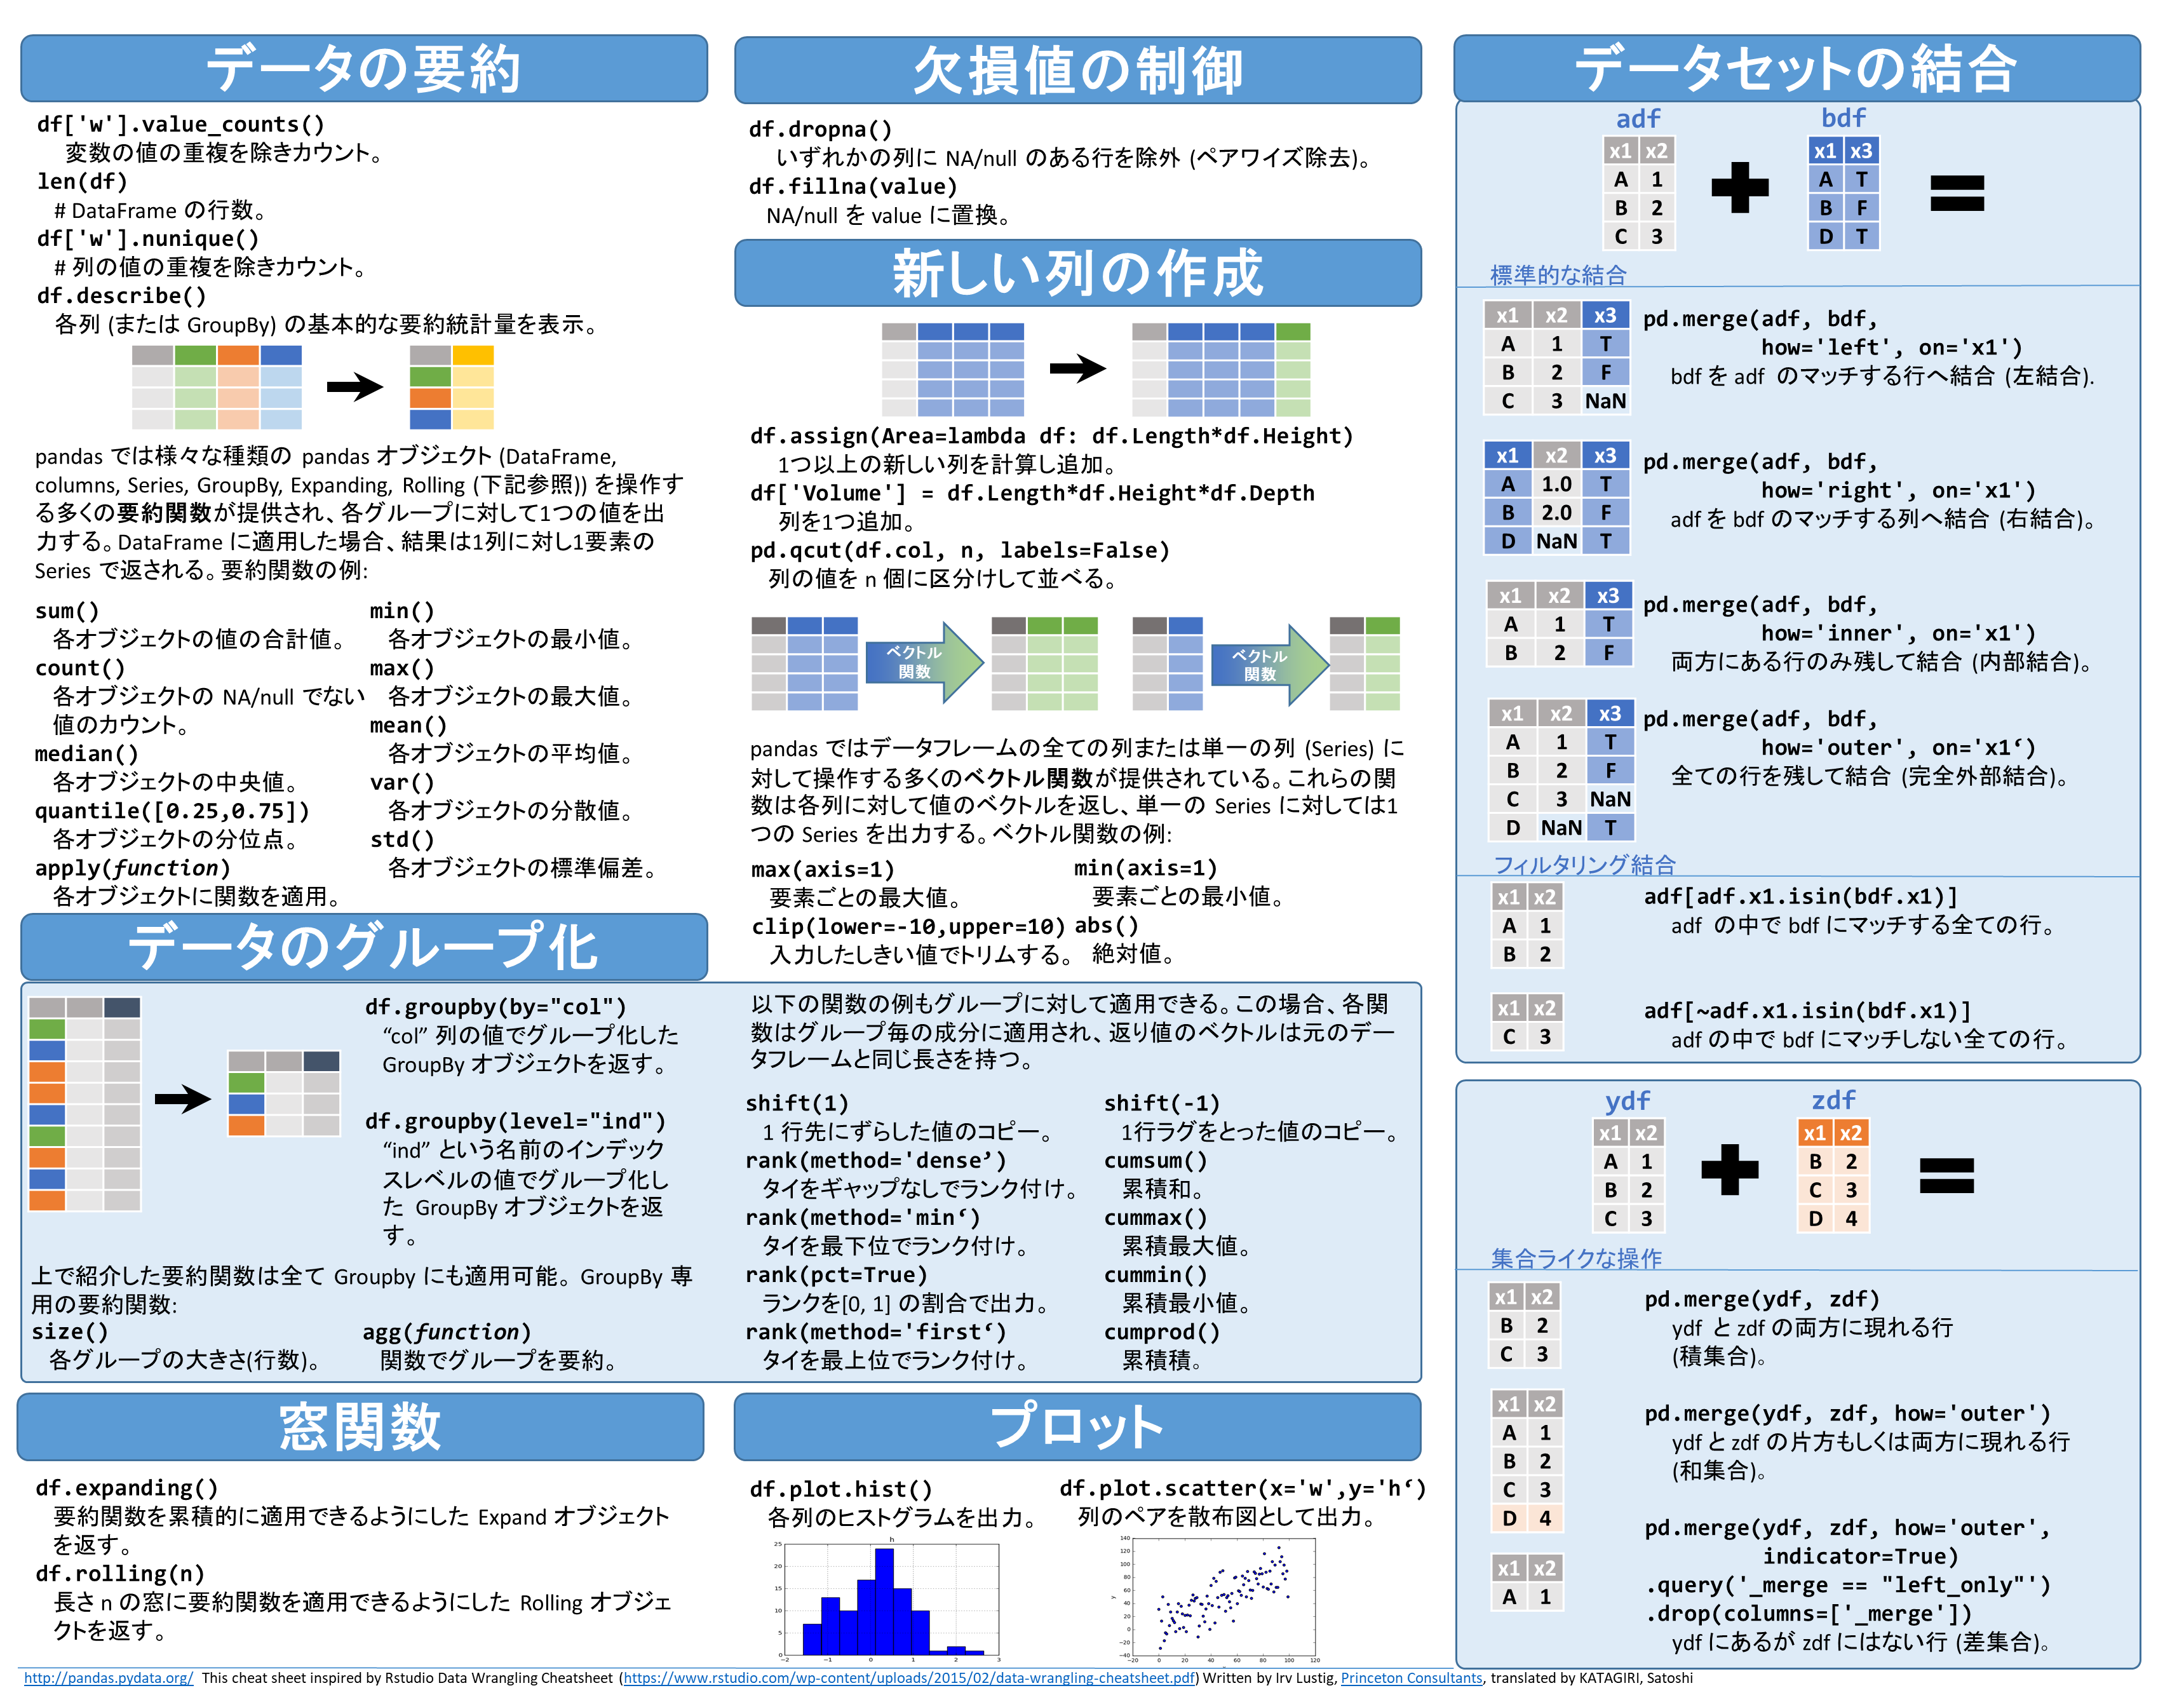 データの要約
df['w'].value_counts()
変数の値の重複を除きカウント。
len(df)
# DataFrame の行数。
df['w'].nunique()
# 列の値の重複を除きカウント。
df.describe()
各列 (または GroupBy) の基本的な要約統計量を表示。
pandas では様々な種類の pandas オブジェクト (DataFrame,
columns, Series, GroupBy, Expanding, Rolling (下記参照)) を操作す
る多くの要約関数が提供され、各グループに対して1つの値を出
力する。DataFrame に適用した場合、結果は1列に対し1要素の
Series で返される。要約関数の例:
sum()
各オブジェクトの値の合計値。
count()
各オブジェクトの NA/null でない
値のカウント。
median()
各オブジェクトの中央値。
quantile([0.25,0.75])
各オブジェクトの分位点。
apply(function)
各オブジェクトに関数を適用。
min()
各オブジェクトの最小値。
max()
各オブジェクトの最大値。
mean()
各オブジェクトの平均値。
var()
各オブジェクトの分散値。
std()
各オブジェクトの標準偏差。
欠損値の制御
df.dropna()
いずれかの列に NA/null のある行を除外 (ペアワイズ除去)。
df.fillna(value)
NA/null を value に置換。
新しい列の作成
df.assign(Area=lambda df: df.Length*df.Height)
1つ以上の新しい列を計算し追加。
df['Volume'] = df.Length*df.Height*df.Depth
列を1つ追加。
pd.qcut(df.col, n, labels=False)
列の値を n 個に区分けして並べる。
ベクトル
関数
ベクトル
関数
pandas ではデータフレームの全ての列または単一の列 (Series) に
対して操作する多くのベクトル関数が提供されている。これらの関
数は各列に対して値のベクトルを返し、単一の Series に対しては1
つの Series を出力する。ベクトル関数の例:
max(axis=1)
要素ごとの最大値。
clip(lower=-10,upper=10)
入力したしきい値でトリムする。
min(axis=1)
要素ごとの最小値。
abs()
絶対値。
データのグループ化
df.groupby(by="col")
“col” 列の値でグループ化した
GroupBy オブジェクトを返す。
df.groupby(level="ind")
“ind” という名前のインデック
スレベルの値でグループ化し
た GroupBy オブジェクトを返
す。
上で紹介した要約関数は全て Groupby にも適用可能。GroupBy 専
用の要約関数:
size()
各グループの大きさ(行数)。
agg(function)
関数でグループを要約。
以下の関数の例もグループに対して適用できる。この場合、各関
数はグループ毎の成分に適用され、返り値のベクトルは元のデー
タフレームと同じ長さを持つ。
shift(1)
1 行先にずらした値のコピー。
rank(method='dense’)
タイをギャップなしでランク付け。
rank(method='min‘)
タイを最下位でランク付け。
rank(pct=True)
ランクを[0, 1] の割合で出力。
rank(method='first‘)
タイを最上位でランク付け。
shift(-1)
1行ラグをとった値のコピー。
cumsum()
累積和。
cummax()
累積最大値。
cummin()
累積最小値。
cumprod()
累積積。
窓関数
df.expanding()
要約関数を累積的に適用できるようにした Expand オブジェクト
を返す。
df.rolling(n)
長さ n の窓に要約関数を適用できるようにした Rolling オブジェ
クトを返す。
プロット
df.plot.hist()
各列のヒストグラムを出力。
h
25
20
15
10
5
0
−2 −1 0 1 2 3
df.plot.scatter(x='w',y='h‘)
列のペアを散布図として出力。
140
120
100
80
60
40
20
0
−20
−40
y
−20 0 20 40 60 80 100 120
データセットの結合
adf
x1 x2
A 1
B 2
C 3
+
bdf
x1 x3
A T
B F
D T
=
標準的な結合
x1 x2 x3
A 1 T
B 2 F
C 3 NaN
pd.merge(adf, bdf,
how='left', on='x1')
bdf を adf のマッチする行へ結合 (左結合).
x1 x2 x3
A 1.0 T
B 2.0 F
D NaN T
pd.merge(adf, bdf,
how='right', on='x1')
adf を bdf のマッチする列へ結合 (右結合)。
x1 x2 x3
A 1 T
B 2 F
pd.merge(adf, bdf,
how='inner', on='x1')
両方にある行のみ残して結合 (内部結合)。
x1 x2 x3
A 1 T
B 2 F
C 3 NaN
D NaN T
pd.merge(adf, bdf,
how='outer', on='x1‘)
全ての行を残して結合 (完全外部結合)。
フィルタリング結合
x1 x2
A 1
B 2
adf[adf.x1.isin(bdf.x1)]
adf の中で bdf にマッチする全ての行。
x1 x2
C 3
adf[~adf.x1.isin(bdf.x1)]
adf の中で bdf にマッチしない全ての行。
ydf
x1 x2
A 1
B 2
C 3
+
zdf
x1 x2
B 2
C 3
D 4
=
集合ライクな操作
x1 x2
B 2
C 3
pd.merge(ydf, zdf)
ydf と zdf の両方に現れる行
(積集合)。
x1 x2
A 1
B 2
C 3
D 4
pd.merge(ydf, zdf, how='outer')
ydf と zdf の片方もしくは両方に現れる行
(和集合)。
x1 x2
A 1
pd.merge(ydf, zdf, how='outer',
indicator=True)
.query('_merge == "left_only"')
.drop(columns=['_merge'])
ydf にあるが zdf にはない行 (差集合)。
http://pandas.pydata.org/ This cheat sheet inspired by Rstudio Data Wrangling Cheatsheet (https://www.rstudio.com/wp-content/uploads/2015/02/data-wrangling-cheatsheet.pdf) Written by Irv Lustig, Princeton Consultants, translated by KATAGIRI, Satoshi